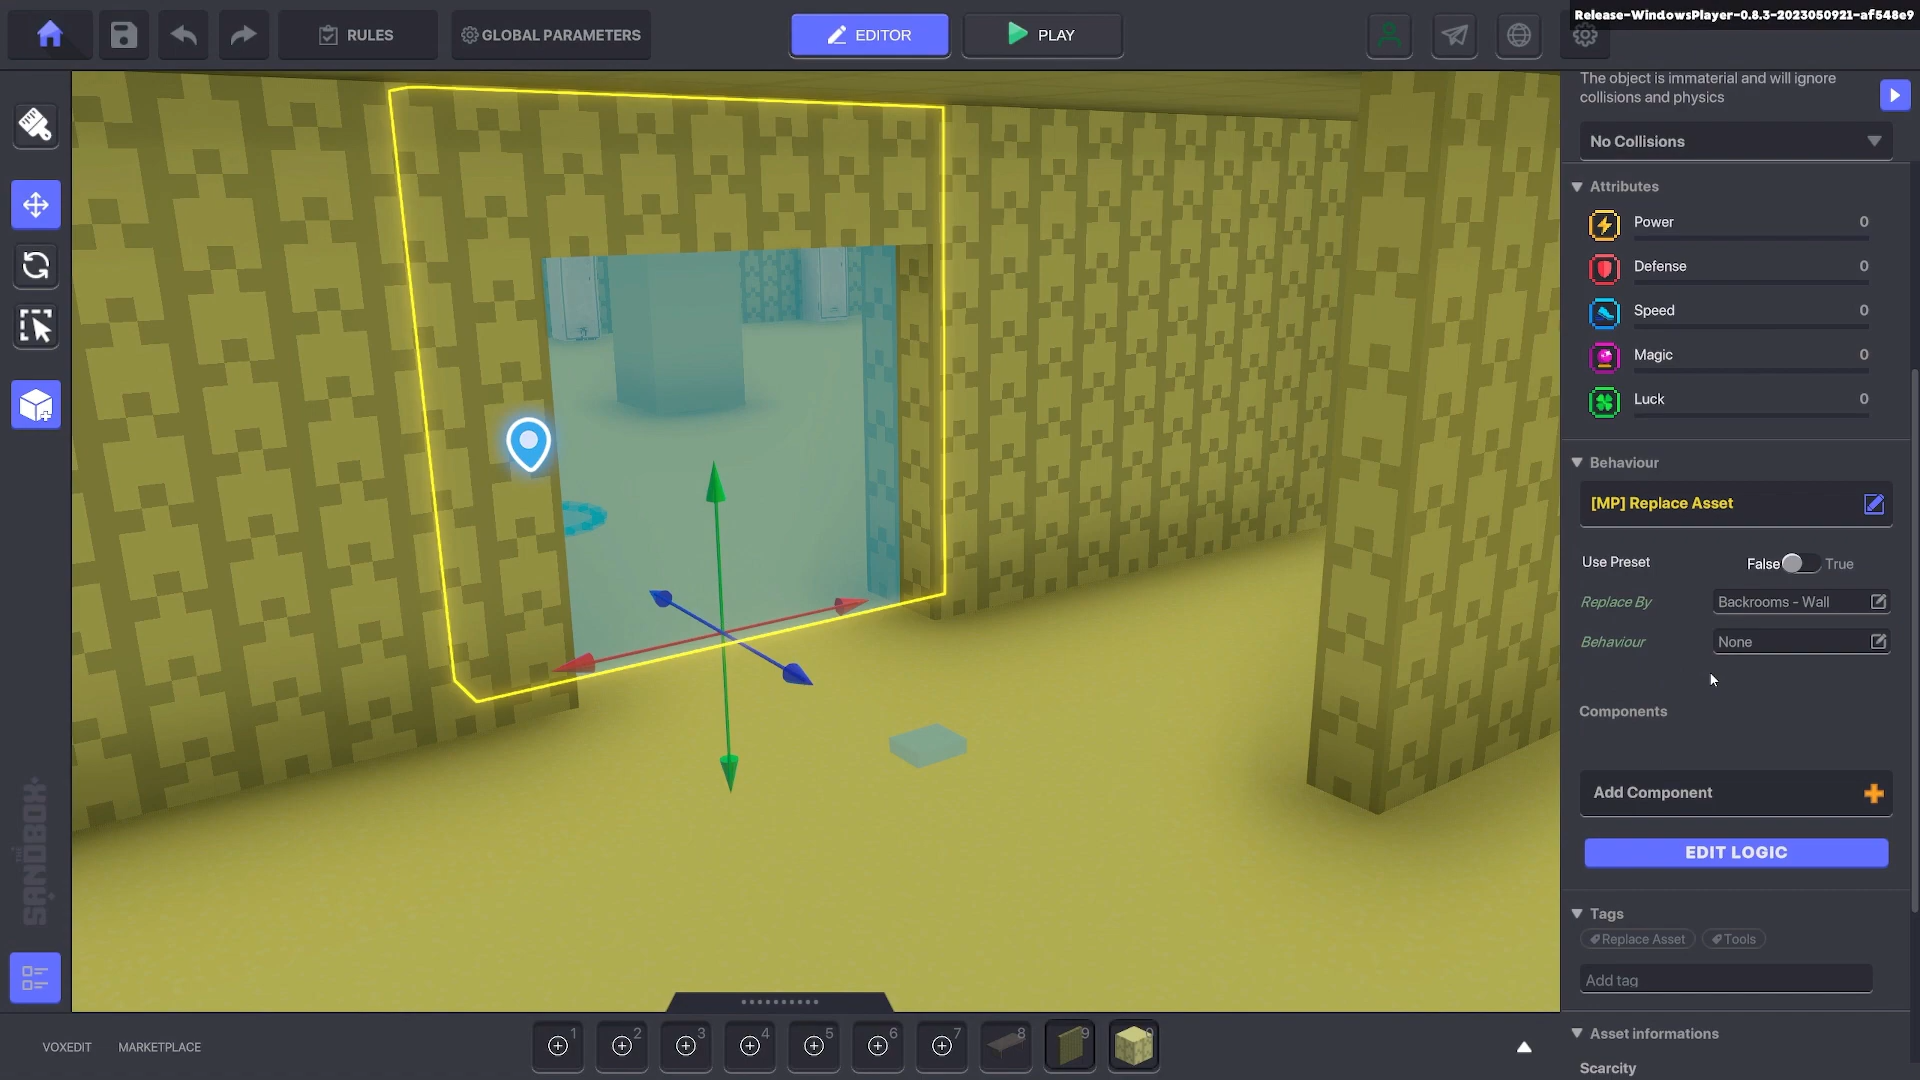 Release-WindowsPlayer-0.8.3-2023050921-af548e9
RULES
GLOBAL PARAMETERS
EDITOR
PLAY
The object is immaterial and will ignore
collisions and physics
No Collisions
Attributes
Power 0
Defense 0
Speed 0
Magic 0
Luck 0
Behaviour
[MP] Replace Asset
Use Preset False True
Replace By Backrooms - Wall
Behaviour None
Components
Add Component
EDIT LOGIC
Tags
Replace Asset Tools
Add tag
Asset informations
Scarcity
THE SANDBOX
VOXEDIT MARKETPLACE
1 2 3 4 5 6 7 8 9 0